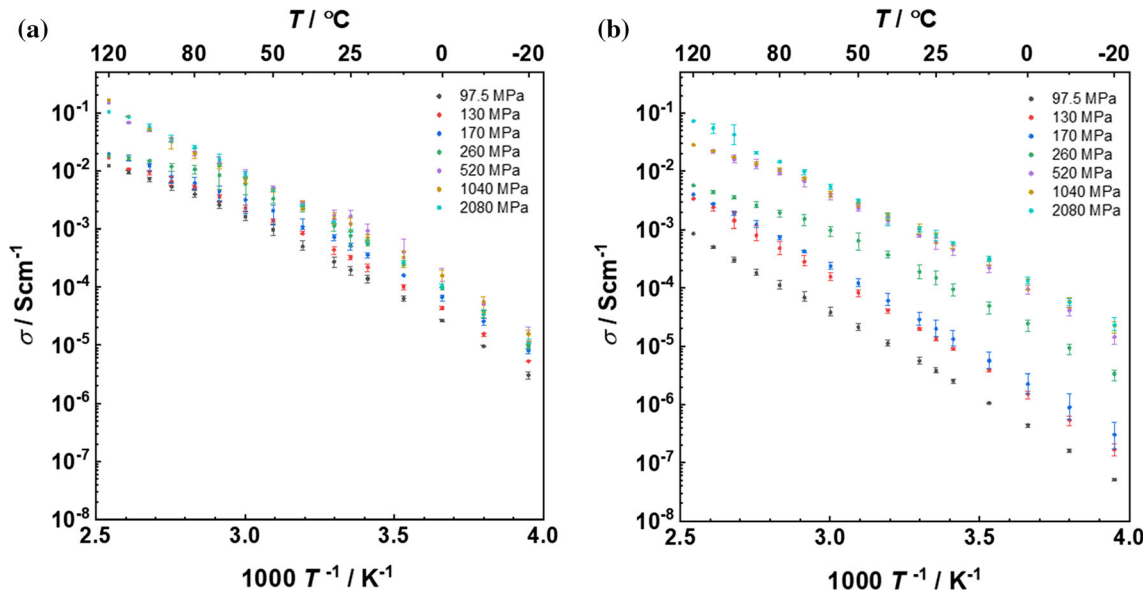 (a)
T / °C
120 80 50 25 0 -20
10⁻¹
10⁻²
10⁻³
10⁻⁴
10⁻⁵
10⁻⁶
10⁻⁷
10⁻⁸
σ / Scm⁻¹
97.5 MPa
130 MPa
170 MPa
260 MPa
520 MPa
1040 MPa
2080 MPa
2.5 3.0 3.5 4.0
1000 T ⁻¹ / K⁻¹
(b)
T / °C
120 80 50 25 0 -20
10⁻¹
10⁻²
10⁻³
10⁻⁴
10⁻⁵
10⁻⁶
10⁻⁷
10⁻⁸
σ / Scm⁻¹
97.5 MPa
130 MPa
170 MPa
260 MPa
520 MPa
1040 MPa
2080 MPa
2.5 3.0 3.5 4.0
1000 T ⁻¹ / K⁻¹